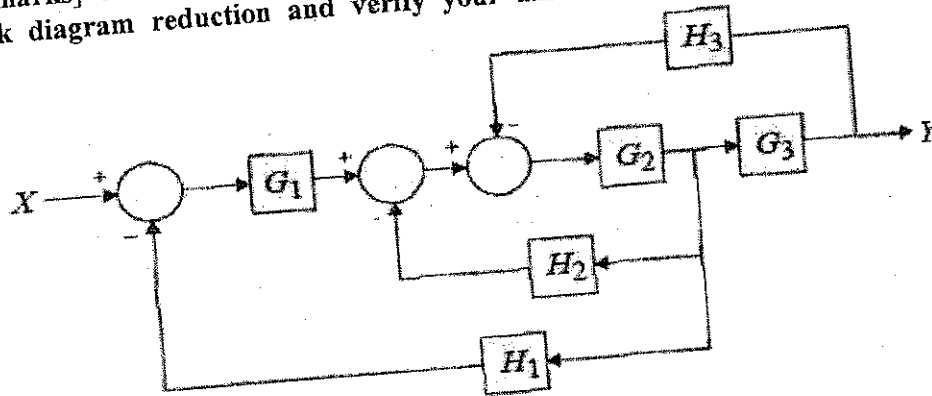 k diagram reduction and verify your
H3
X
+
-
G1
+
-
+
-
G2
G3
H2
H1